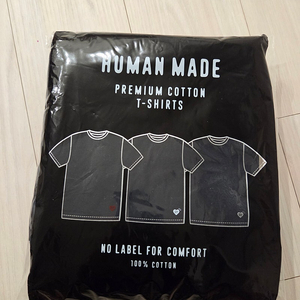 HUMAN MADE
PREMIUM COTTON
T-SHIRTS
NO LABEL FOR COMFORT
100% COTTON